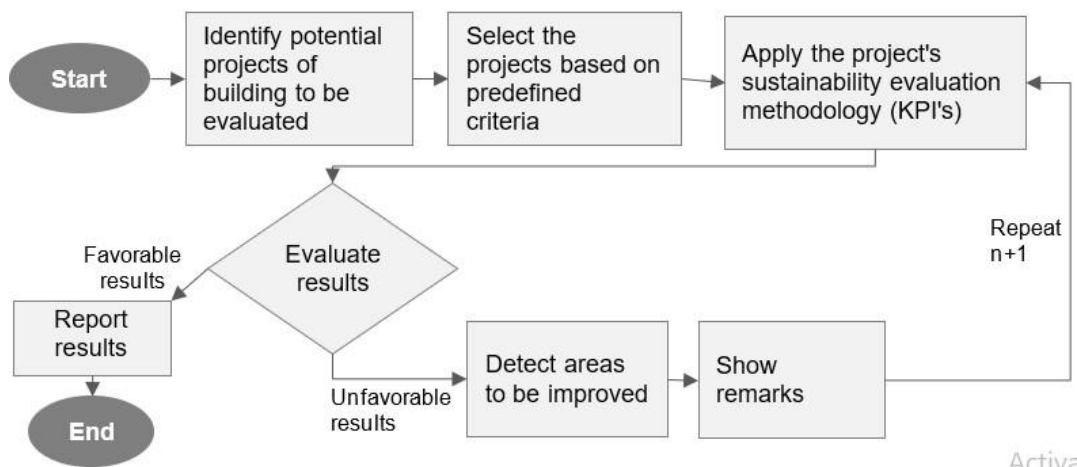 Start
Identify potential
projects of
building to be
evaluated
Select the
projects based on
predefined
criteria
Apply the project's
sustainability evaluation
methodology (KPI's)
Repeat
n+1
Evaluate
results
Favorable
results
Report
results
End
Unfavorable
results
Detect areas
to be improved
Show
remarks
Activa